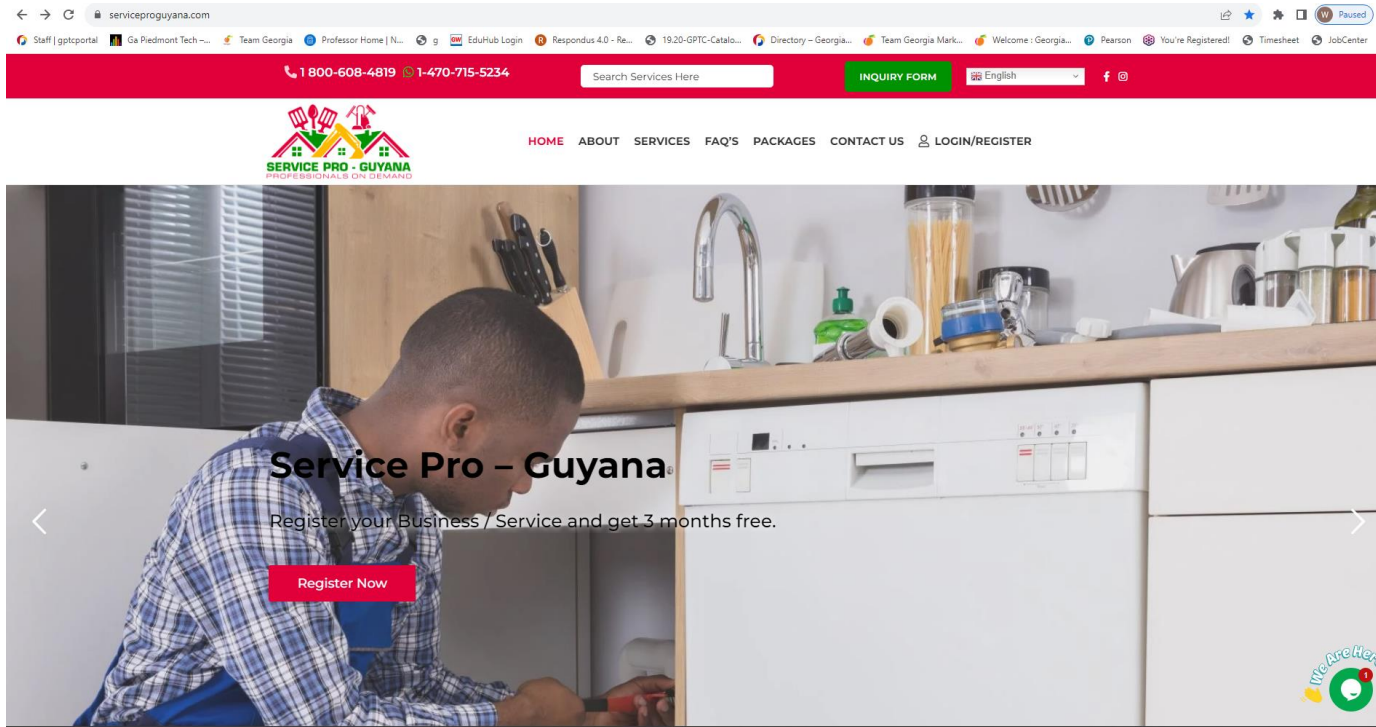 serviceproguyana.com
Paused
Staff | gptcportal
Ga Piedmont Tech –...
Team Georgia
Professor Home | N...
g
EduHub Login
Respondus 4.0 - Re...
19.20-GPTC-Catalo...
Directory – Georgia...
Team Georgia Mark...
Welcome : Georgia...
Pearson
You're Registered!
Timesheet
JobCenter
1 800-608-4819 1-470-715-5234
Search Services Here
INQUIRY FORM
English
HOME ABOUT SERVICES FAQ'S PACKAGES CONTACT US LOGIN/REGISTER
SERVICE PRO - GUYANA
PROFESSIONALS ON DEMAND
Service Pro – Guyana
Register your Business / Service and get 3 months free.
Register Now
We Are Here
1